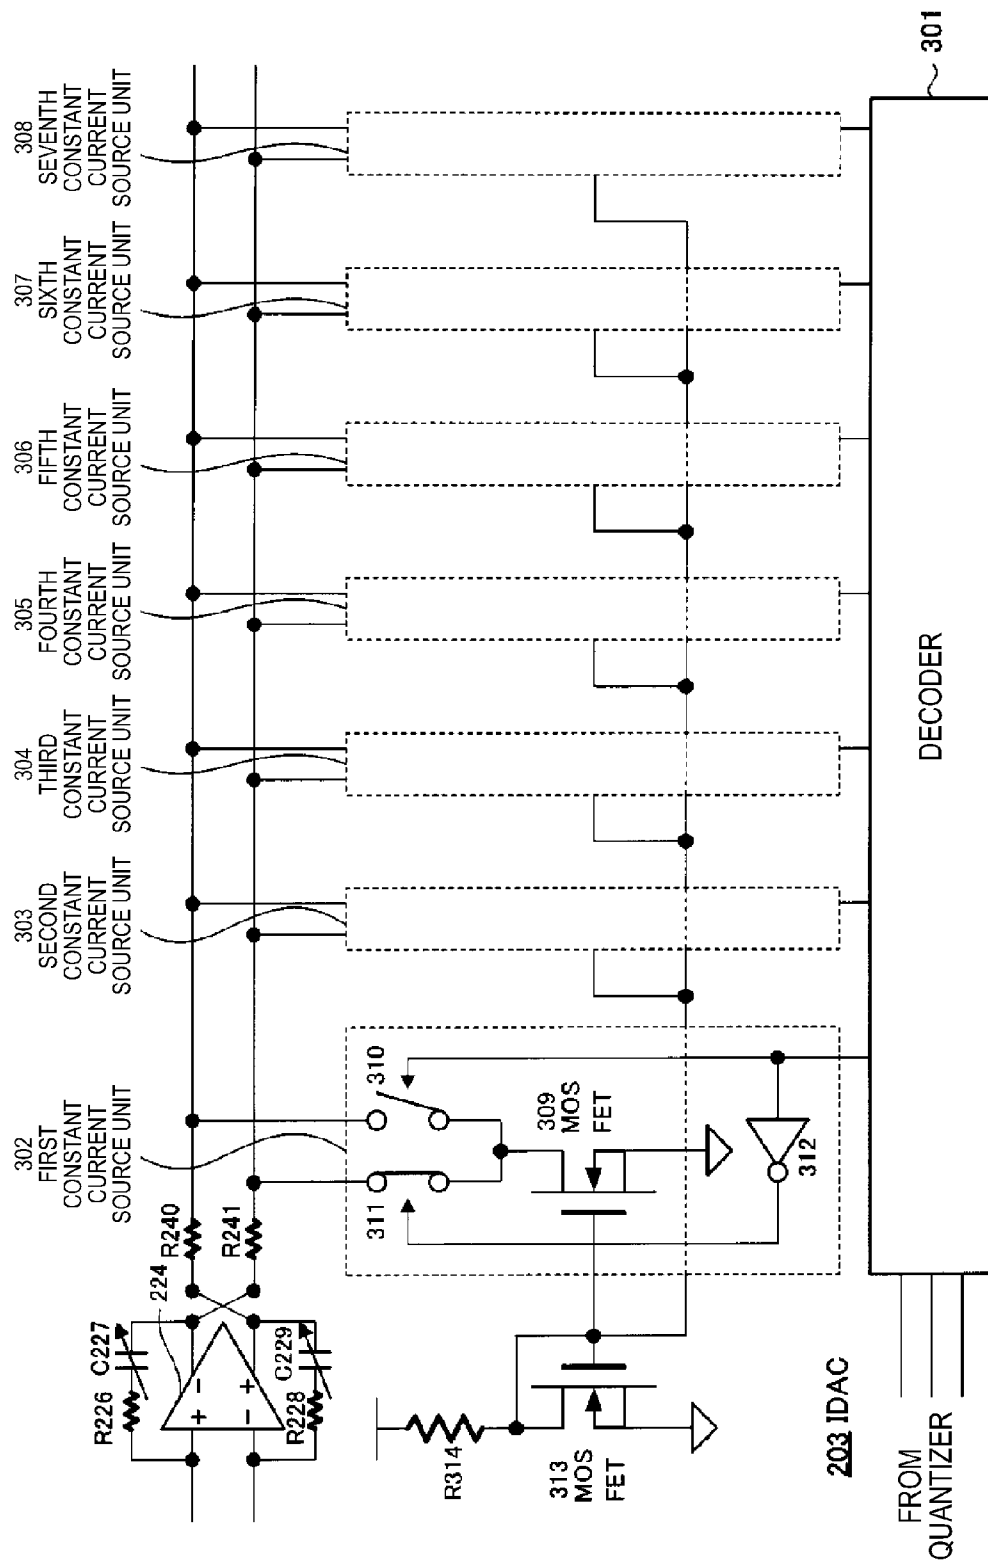 302
FIRST
CONSTANT
CURRENT
SOURCE UNIT
303
SECOND
CONSTANT
CURRENT
SOURCE UNIT
304
THIRD
CONSTANT
CURRENT
SOURCE UNIT
305
FOURTH
CONSTANT
CURRENT
SOURCE UNIT
306
FIFTH
CONSTANT
CURRENT
SOURCE UNIT
307
SIXTH
CONSTANT
CURRENT
SOURCE UNIT
308
SEVENTH
CONSTANT
CURRENT
SOURCE UNIT
R226
C227
224
R240
R241
+ −
− +
R228
C229
R314
313
MOS
FET
311
310
309
MOS
FET
312
203 IDAC
FROM
QUANTIZER
DECODER
301